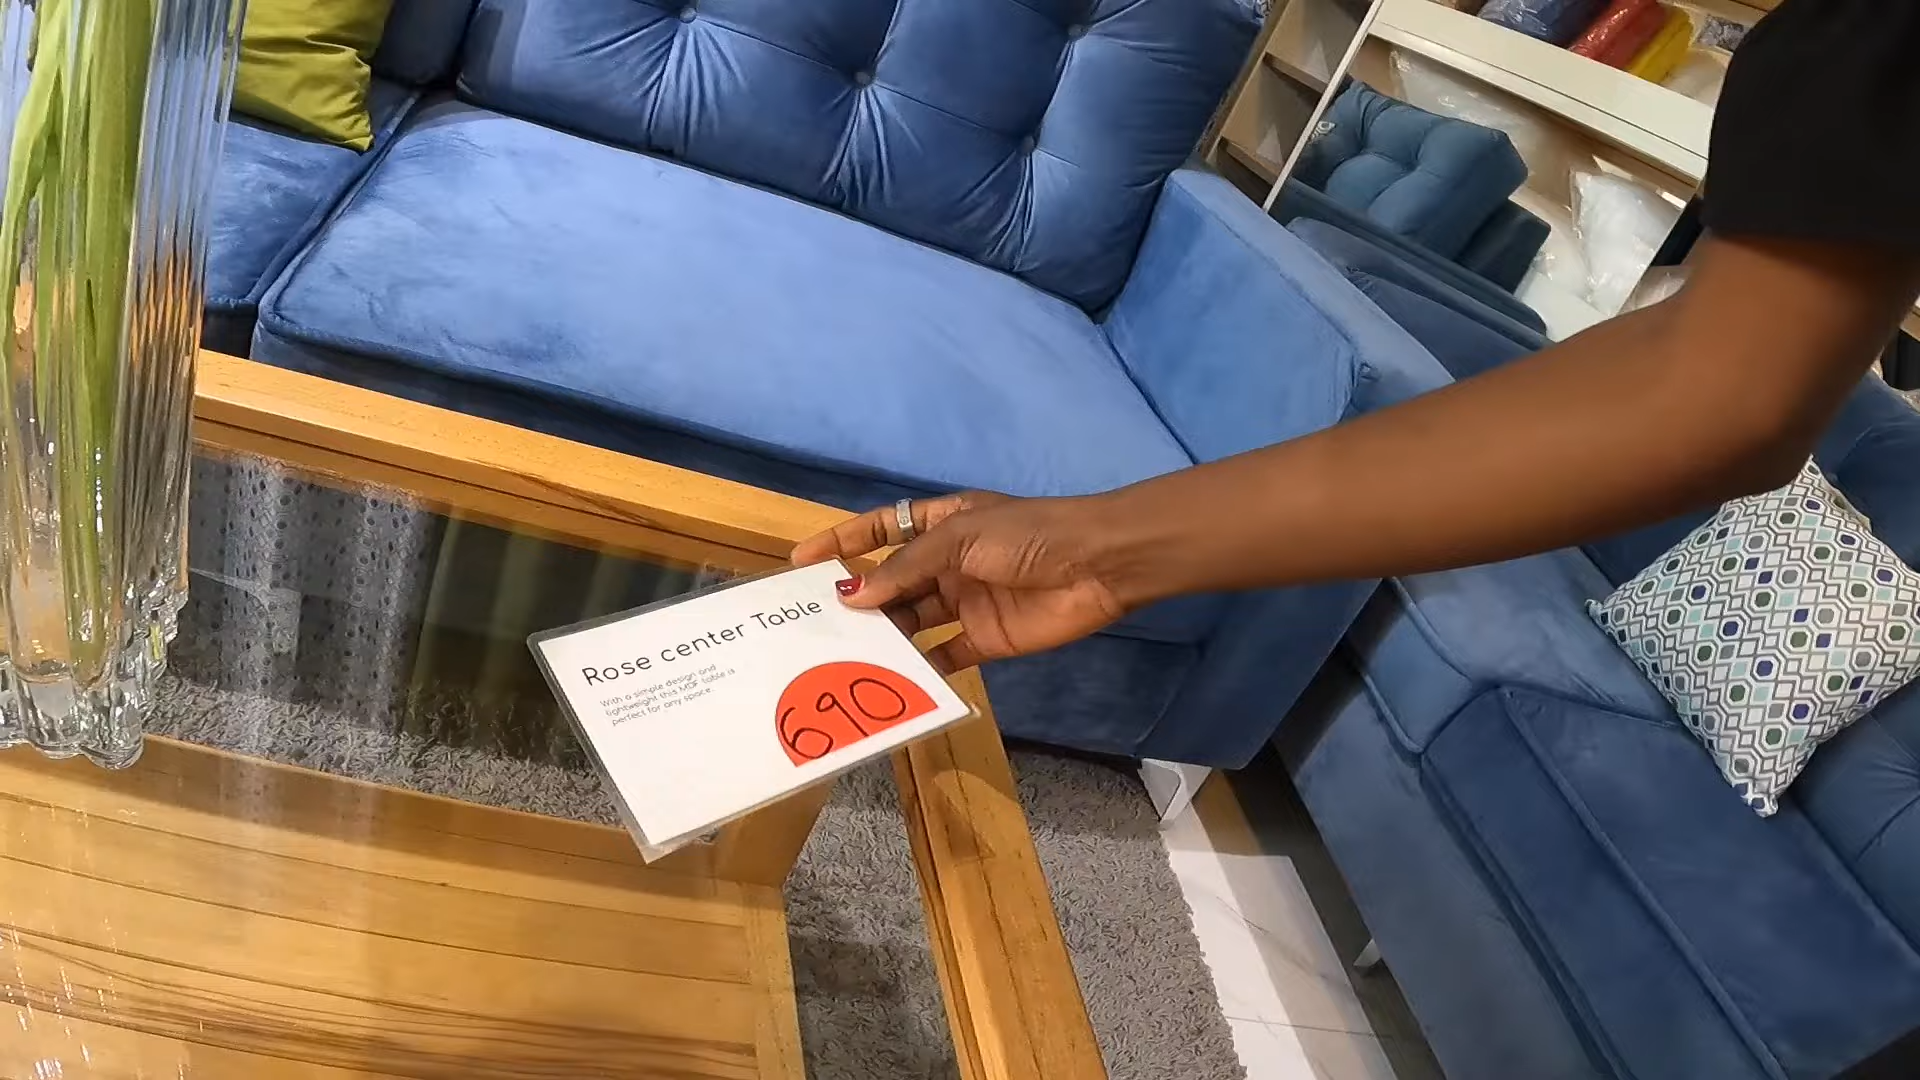 Rose center Table
With a simple design and
lightweight this MDF table is
perfect for any space.
690